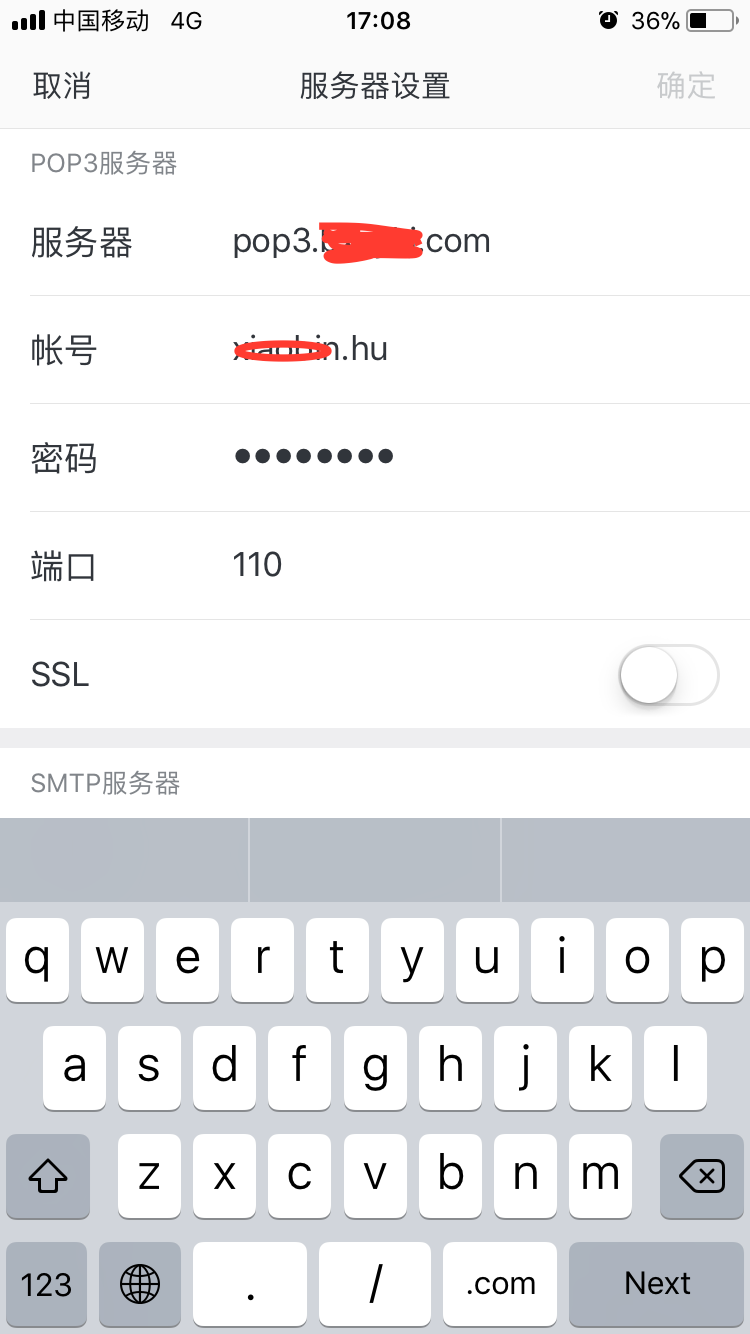 中国移动 4G 17:08 36%
取消 服务器设置 确定
POP3服务器
服务器 pop3. .com
帐号 .hu
密码 ••••••••
端口 110
SSL
SMTP服务器
q w e r t y u i o p
a s d f g h j k l
z x c v b n m
123 . / .com Next